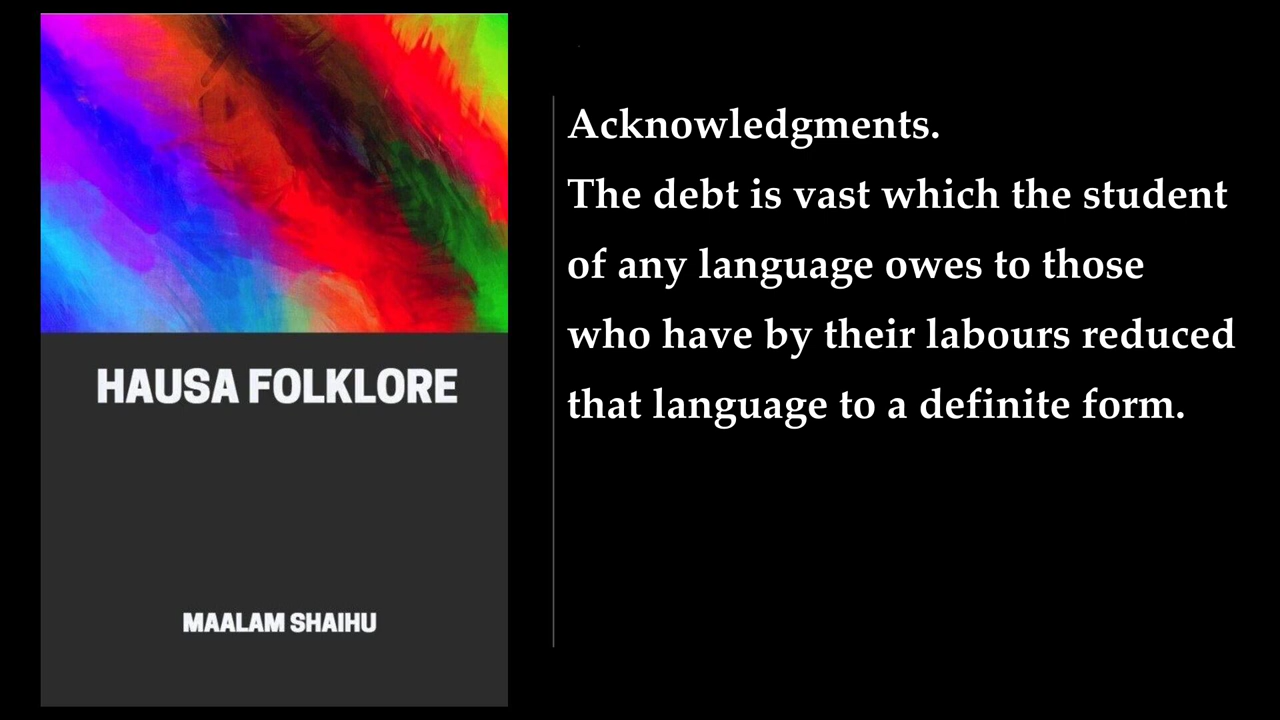 HAUSA FOLKLORE
MAALAM SHAIHU
Acknowledgments.
The debt is vast which the student
of any language owes to those
who have by their labours reduced
that language to a definite form.